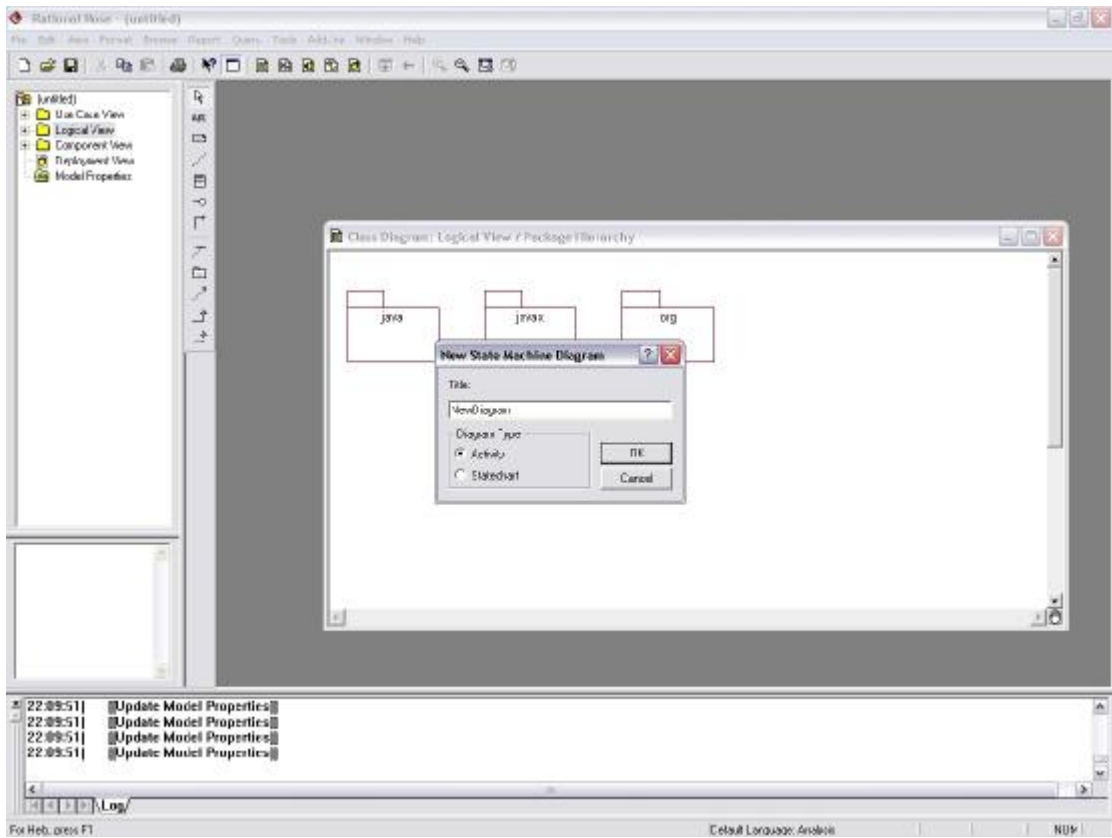 Rational Rose - (untitled)
File Edit View Format Browse Report Query Tools Add-Ins Window Help
(untitled)
Use Case View
Logical View
Component View
Deployment View
Model Properties
ABC
Class Diagram: Logical View / Package Hierarchy
java
javax
org
New State Machine Diagram
Title:
NewDiagram
Diagram Type
Activity
Statechart
OK
Cancel
22:09:51| [Update Model Properties]
22:09:51| [Update Model Properties]
22:09:51| [Update Model Properties]
22:09:51| [Update Model Properties]
Log
For Help, press F1
Default Language: Analysis
NUM